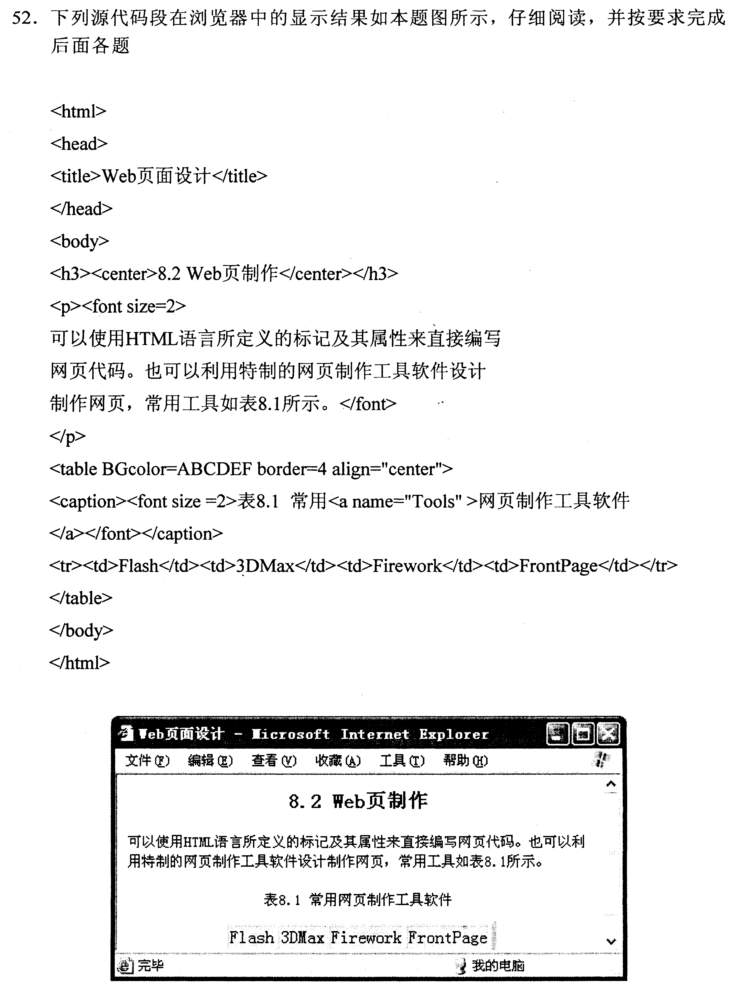 52. 下列源代码段在浏览器中的显示结果如本题图所示，仔细阅读，并按要求完成
后面各题
<html>
<head>
<title>Web页面设计</title>
</head>
<body>
<h3><center>8.2 Web页制作</center></h3>
<p><font size=2>
可以使用HTML语言所定义的标记及其属性来直接编写
网页代码。也可以利用特制的网页制作工具软件设计
制作网页，常用工具如表8.1所示。</font>
</p>
<table BGcolor=ABCDEF border=4 align="center">
<caption><font size =2>表8.1 常用<a name="Tools" >网页制作工具软件
</a></font></caption>
<tr><td>Flash</td><td>3DMax</td><td>Firework</td><td>FrontPage</td></tr>
</table>
</body>
</html>
Web页面设计 - Microsoft Internet Explorer
文件(F) 编辑(E) 查看(V) 收藏(A) 工具(T) 帮助(H)
8.2 Web页制作
可以使用HTML语言所定义的标记及其属性来直接编写网页代码。也可以利
用特制的网页制作工具软件设计制作网页，常用工具如表8.1所示。
表8.1 常用网页制作工具软件
Flash 3DMax Firework FrontPage
完毕 我的电脑